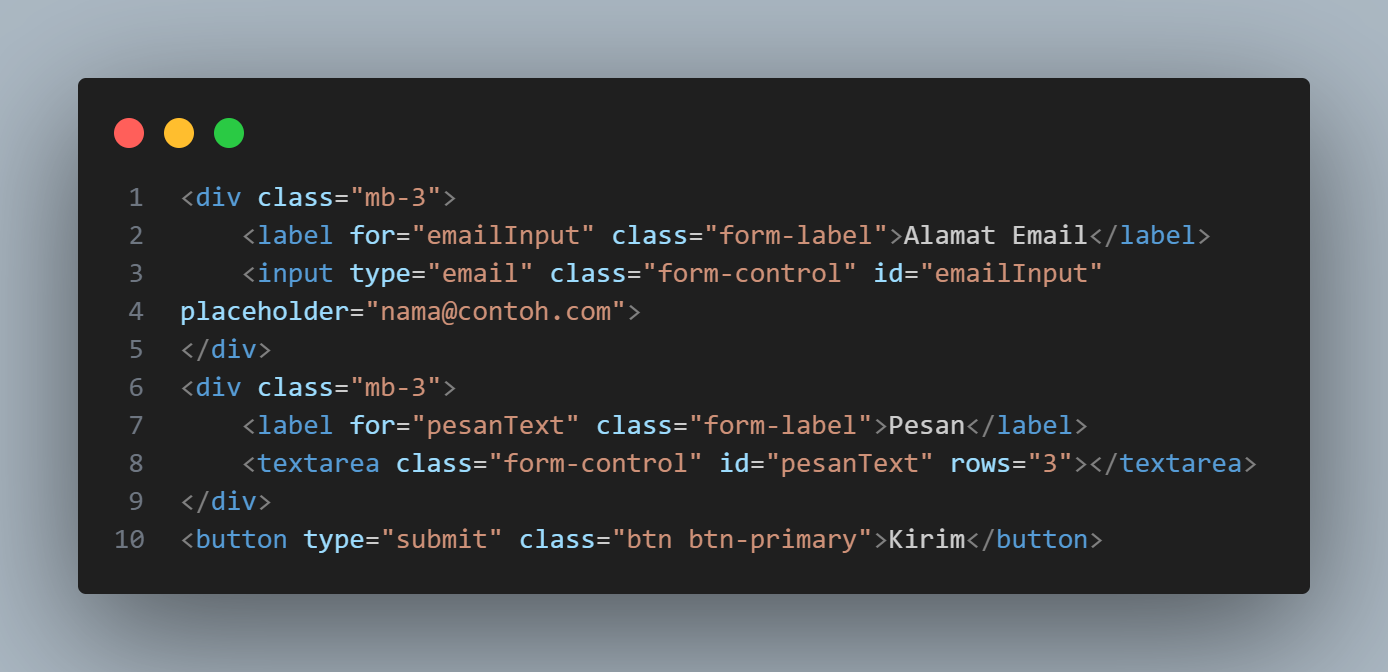 1 <div class="mb-3">
2     <label for="emailInput" class="form-label">Alamat Email</label>
3     <input type="email" class="form-control" id="emailInput"
4 placeholder="nama@contoh.com">
5 </div>
6 <div class="mb-3">
7     <label for="pesanText" class="form-label">Pesan</label>
8     <textarea class="form-control" id="pesanText" rows="3"></textarea>
9 </div>
10 <button type="submit" class="btn btn-primary">Kirim</button>